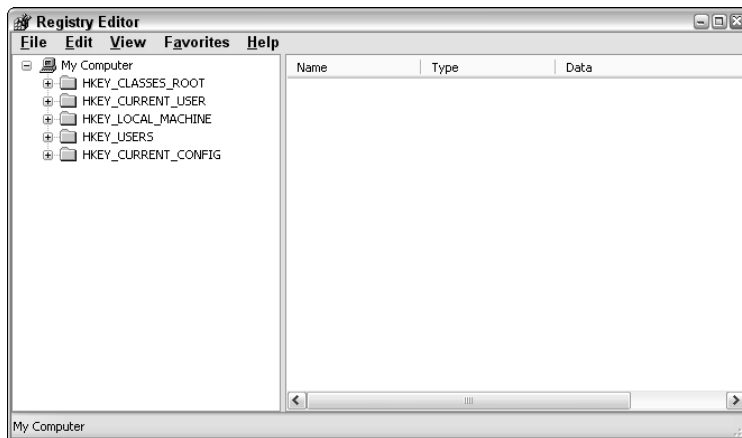 Registry Editor
File Edit View Favorites Help
My Computer
HKEY_CLASSES_ROOT
HKEY_CURRENT_USER
HKEY_LOCAL_MACHINE
HKEY_USERS
HKEY_CURRENT_CONFIG
Name Type Data
My Computer